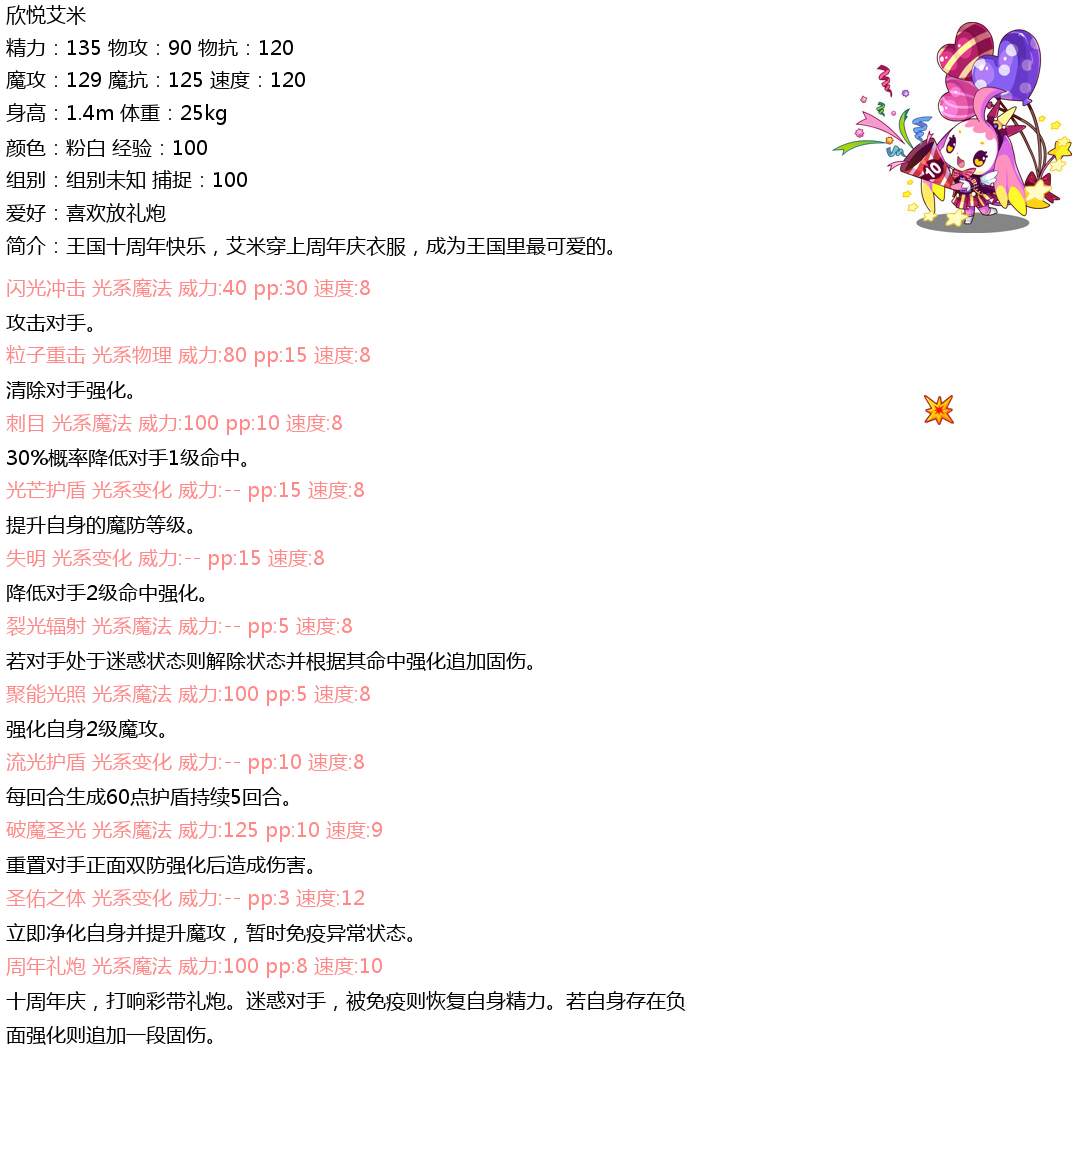 欣悦艾米
精力：135 物攻：90 物抗：120
魔攻：129 魔抗：125 速度：120
身高：1.4m 体重：25kg
颜色：粉白 经验：100
组别：组别未知 捕捉：100
爱好：喜欢放礼炮
简介：王国十周年快乐，艾米穿上周年庆衣服，成为王国里最可爱的。
闪光冲击 光系魔法 威力:40 pp:30 速度:8
攻击对手。
粒子重击 光系物理 威力:80 pp:15 速度:8
清除对手强化。
刺目 光系魔法 威力:100 pp:10 速度:8
30%概率降低对手1级命中。
光芒护盾 光系变化 威力:-- pp:15 速度:8
提升自身的魔防等级。
失明 光系变化 威力:-- pp:15 速度:8
降低对手2级命中强化。
裂光辐射 光系魔法 威力:-- pp:5 速度:8
若对手处于迷惑状态则解除状态并根据其命中强化追加固伤。
聚能光照 光系魔法 威力:100 pp:5 速度:8
强化自身2级魔攻。
流光护盾 光系变化 威力:-- pp:10 速度:8
每回合生成60点护盾持续5回合。
破魔圣光 光系魔法 威力:125 pp:10 速度:9
重置对手正面双防强化后造成伤害。
圣佑之体 光系变化 威力:-- pp:3 速度:12
立即净化自身并提升魔攻，暂时免疫异常状态。
周年礼炮 光系魔法 威力:100 pp:8 速度:10
十周年庆，打响彩带礼炮。迷惑对手，被免疫则恢复自身精力。若自身存在负
面强化则追加一段固伤。
10